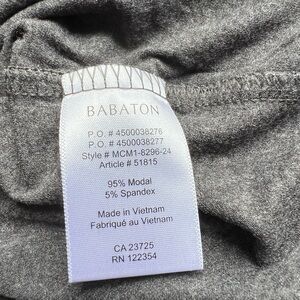 BABATON
P.O. # 4500038276
P.O. # 4500038277
Style # MCM1-8296-24
Article # 51815
95% Modal
5% Spandex
Made in Vietnam
Fabriqué au Vietnam
CA 23725
RN 122354